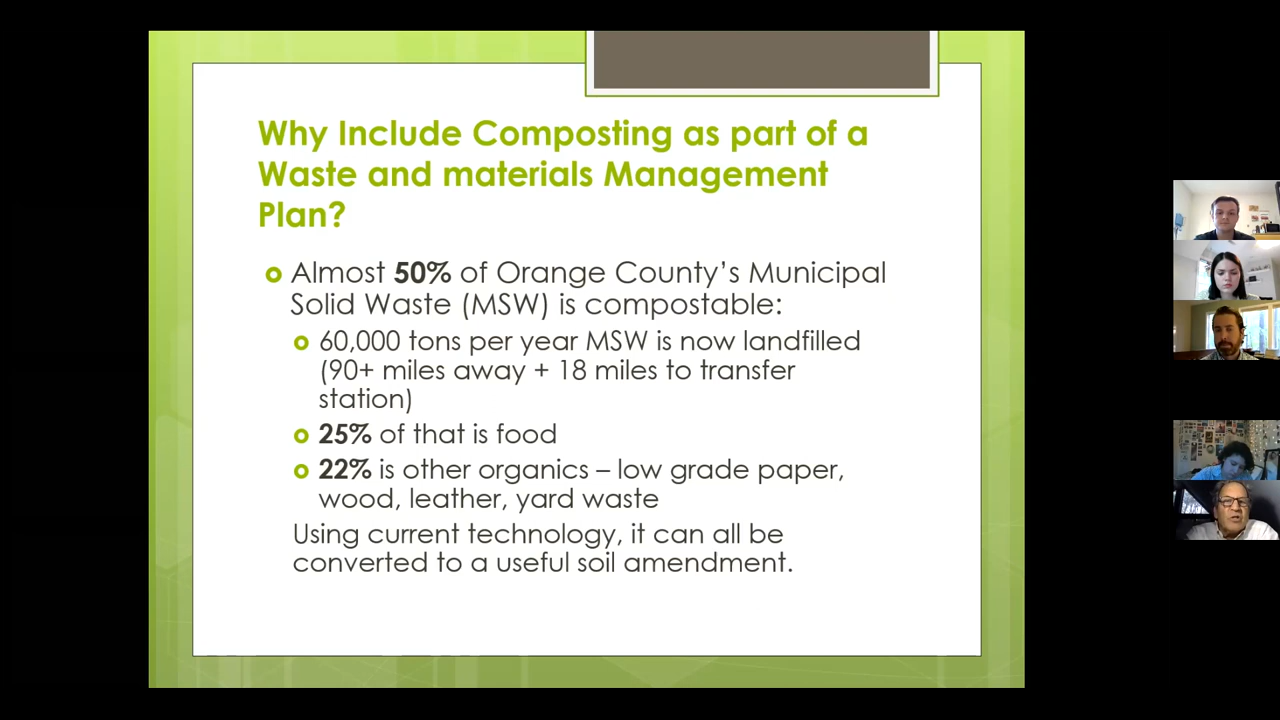 Why Include Composting as part of a
Waste and materials Management
Plan?
Almost 50% of Orange County's Municipal
Solid Waste (MSW) is compostable:
60,000 tons per year MSW is now landfilled
(90+ miles away + 18 miles to transfer
station)
25% of that is food
22% is other organics – low grade paper,
wood, leather, yard waste
Using current technology, it can all be
converted to a useful soil amendment.